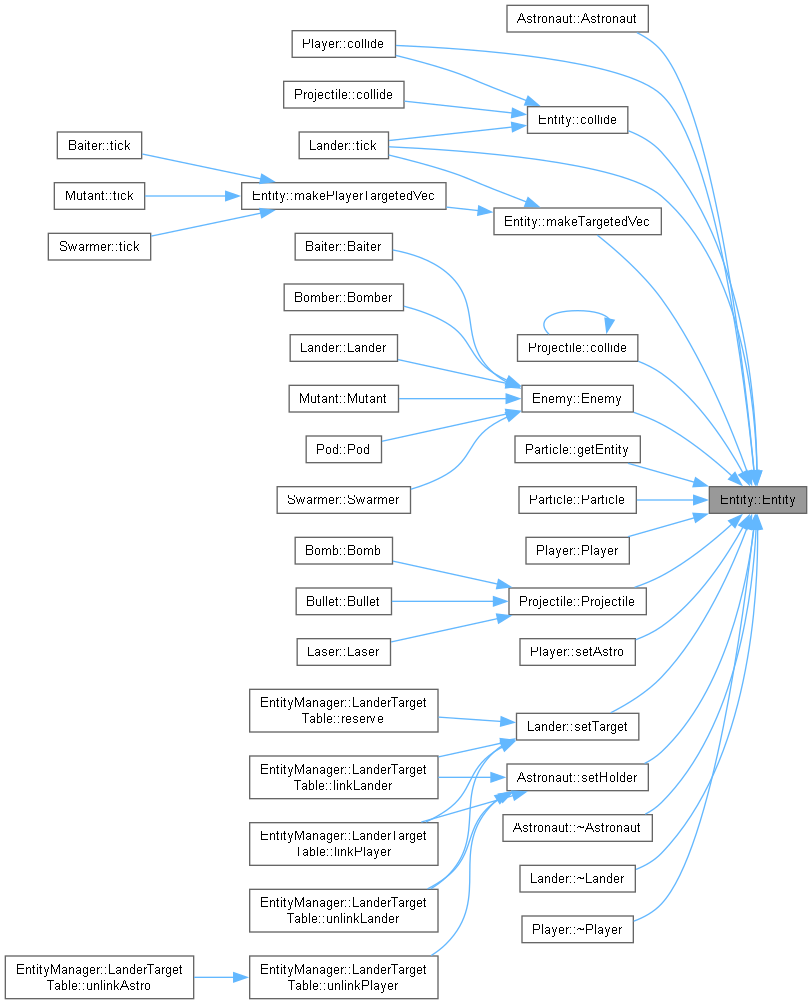 Astronaut::Astronaut
Player::collide
Projectile::collide
Entity::collide
Baiter::tick
Lander::tick
Mutant::tick
Entity::makePlayerTargetedVec
Entity::makeTargetedVec
Swarmer::tick
Baiter::Baiter
Bomber::Bomber
Lander::Lander
Projectile::collide
Mutant::Mutant
Enemy::Enemy
Pod::Pod
Particle::getEntity
Swarmer::Swarmer
Particle::Particle
Entity::Entity
Bomb::Bomb
Player::Player
Bullet::Bullet
Projectile::Projectile
Laser::Laser
Player::setAstro
EntityManager::LanderTarget
Table::reserve
Lander::setTarget
EntityManager::LanderTarget
Table::linkLander
Astronaut::setHolder
EntityManager::LanderTarget
Table::linkPlayer
Astronaut::~Astronaut
Lander::~Lander
EntityManager::LanderTarget
Table::unlinkLander
Player::~Player
EntityManager::LanderTarget
Table::unlinkAstro
EntityManager::LanderTarget
Table::unlinkPlayer